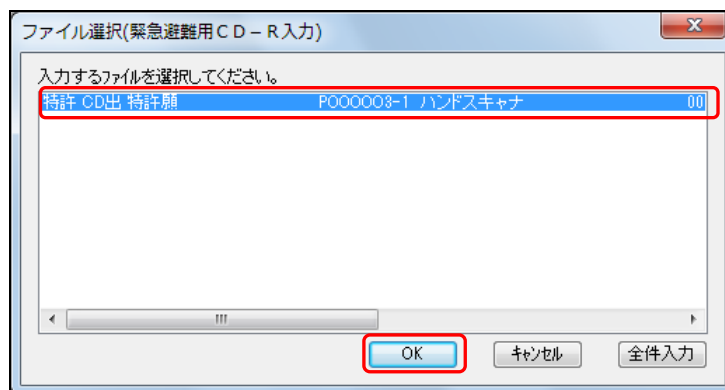 ファイル選択(緊急避難用CD−R入力)
入力するファイルを選択してください。
特許 CD出 特許願 P000003-1 ハンドスキャナ 00
OK キャンセル 全件入力